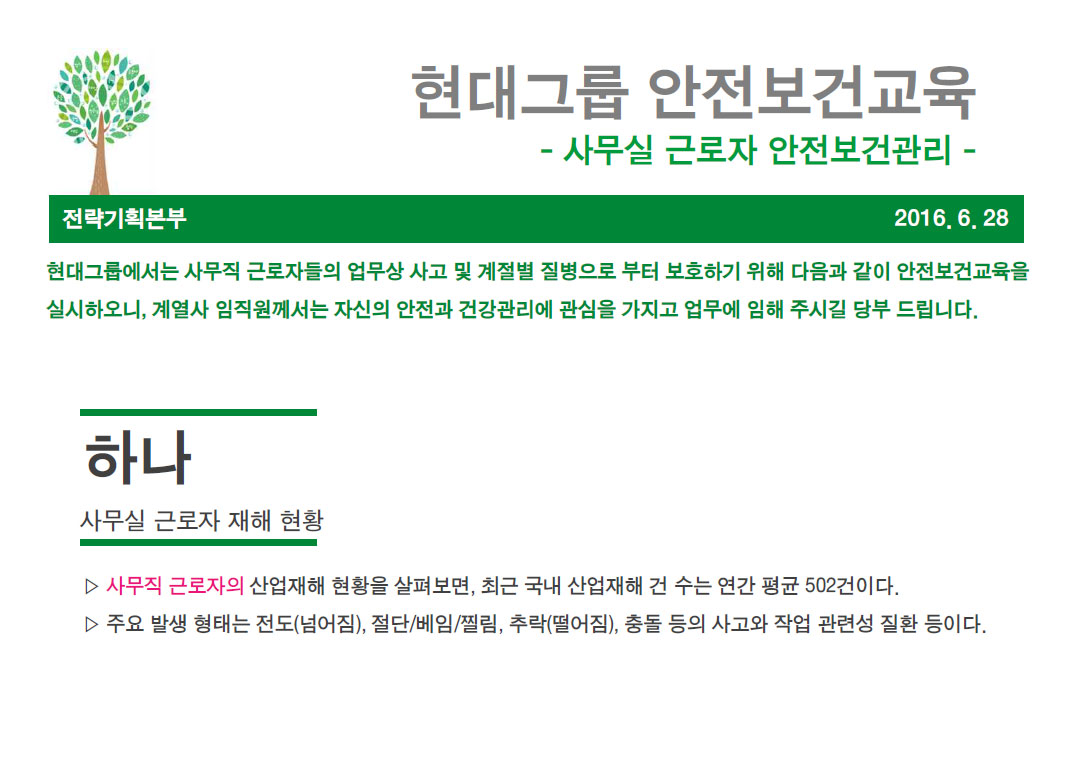 현대그룹 안전보건교육
- 사무실 근로자 안전보건관리 -
전략기획본부 2016. 6. 28
현대그룹에서는 사무직 근로자들의 업무상 사고 및 계절별 질병으로 부터 보호하기 위해 다음과 같이 안전보건교육을
실시하오니, 계열사 임직원께서는 자신의 안전과 건강관리에 관심을 가지고 업무에 임해 주시길 당부 드립니다.
하나
사무실 근로자 재해 현황
▷ 사무직 근로자의 산업재해 현황을 살펴보면, 최근 국내 산업재해 건 수는 연간 평균 502건이다.
▷ 주요 발생 형태는 전도(넘어짐), 절단/베임/찔림, 추락(떨어짐), 충돌 등의 사고와 작업 관련성 질환 등이다.